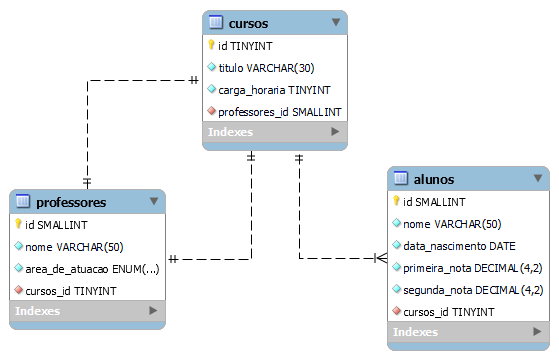 cursos
id TINYINT
titulo VARCHAR(30)
carga_horaria TINYINT
professores_id SMALLINT
Indexes
professores
id SMALLINT
nome VARCHAR(50)
area_de_atuacao ENUM(...)
cursos_id TINYINT
Indexes
alunos
id SMALLINT
nome VARCHAR(50)
data_nascimento DATE
primeira_nota DECIMAL(4,2)
segunda_nota DECIMAL(4,2)
cursos_id TINYINT
Indexes